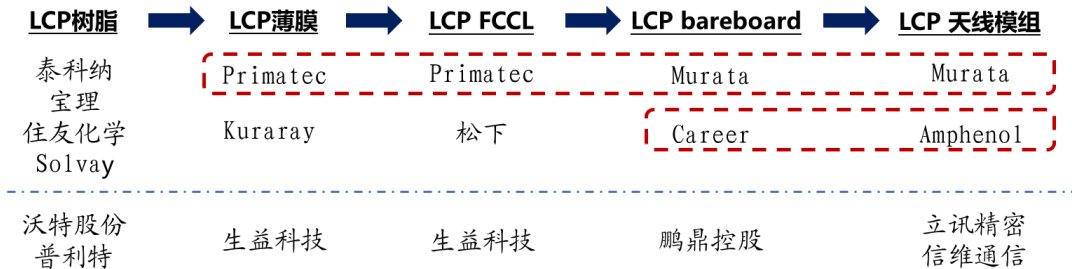 LCP树脂 LCP薄膜 LCP FCCL LCP bareboard LCP 天线模组
泰科纳 Primatec Primatec Murata Murata
宝理
住友化学 Kuraray 松下 Career Amphenol
Solvay
沃特股份 生益科技 生益科技 鹏鼎控股 立讯精密
普利特 信维通信